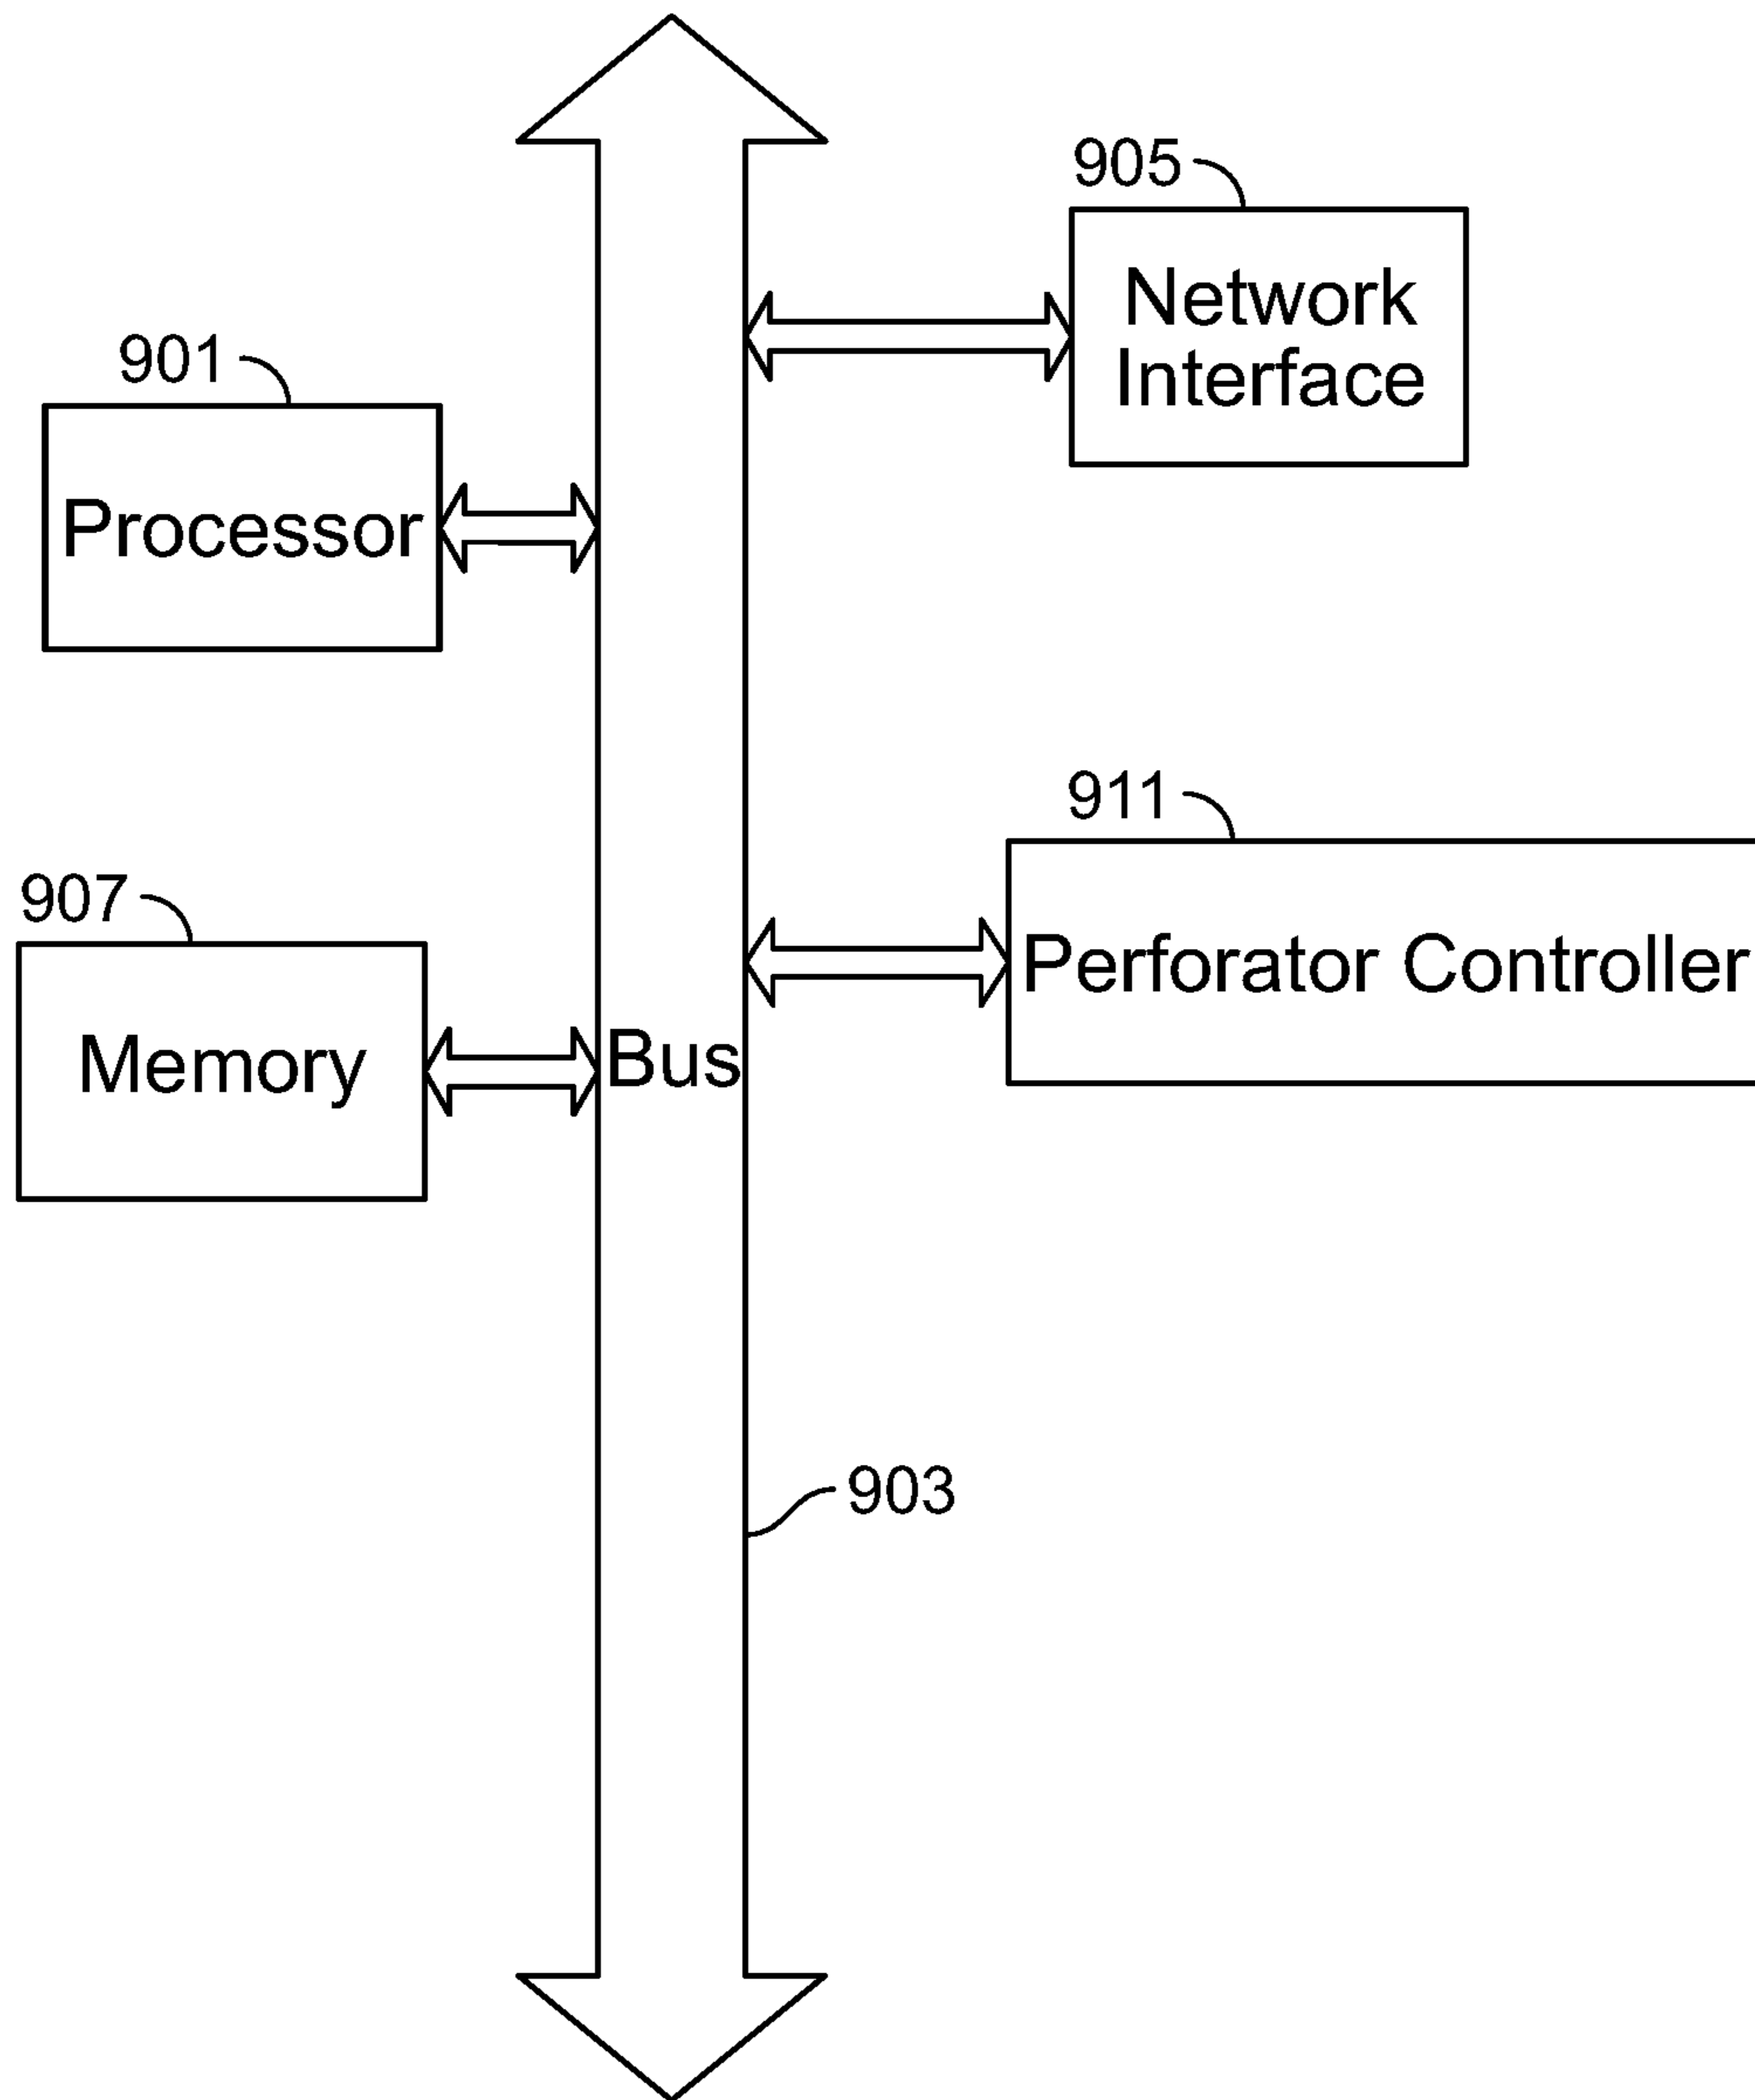 905
Network
Interface
901
Processor
911
Perforator Controller
907
Memory
Bus
903